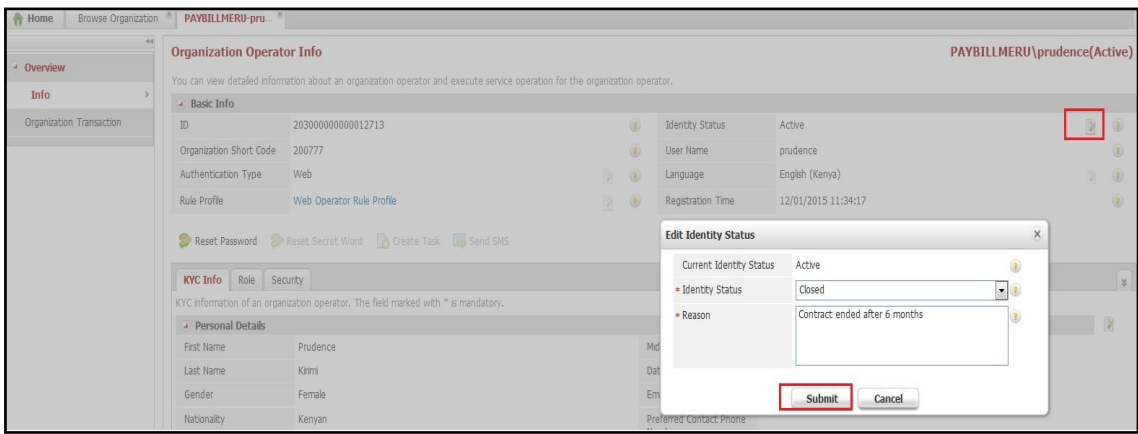 Home Browse Organization PAYBILLMERU-pru...
Organization Operator Info PAYBILLMERU\prudence(Active)
Overview
You can view detailed information about an organization operator and execute service operation for the organization operator.
Info
Basic Info
Organization Transaction ID 203000000000012713 Identity Status Active
Organization Short Code 200777 User Name prudence
Authentication Type Web Language English (Kenya)
Rule Profile Web Operator Rule Profile Registration Time 12/01/2015 11:34:17
Reset Password Reset Secret Word Create Task Send SMS
Edit Identity Status
Current Identity Status Active
* Identity Status Closed
* Reason Contract ended after 6 months
Submit Cancel
KYC Info Role Security
KYC information of an organization operator. The field marked with * is mandatory.
Personal Details
First Name Prudence Mid
Last Name Kirimi Dat
Gender Female Em
Nationality Kenyan Preferred Contact Phone